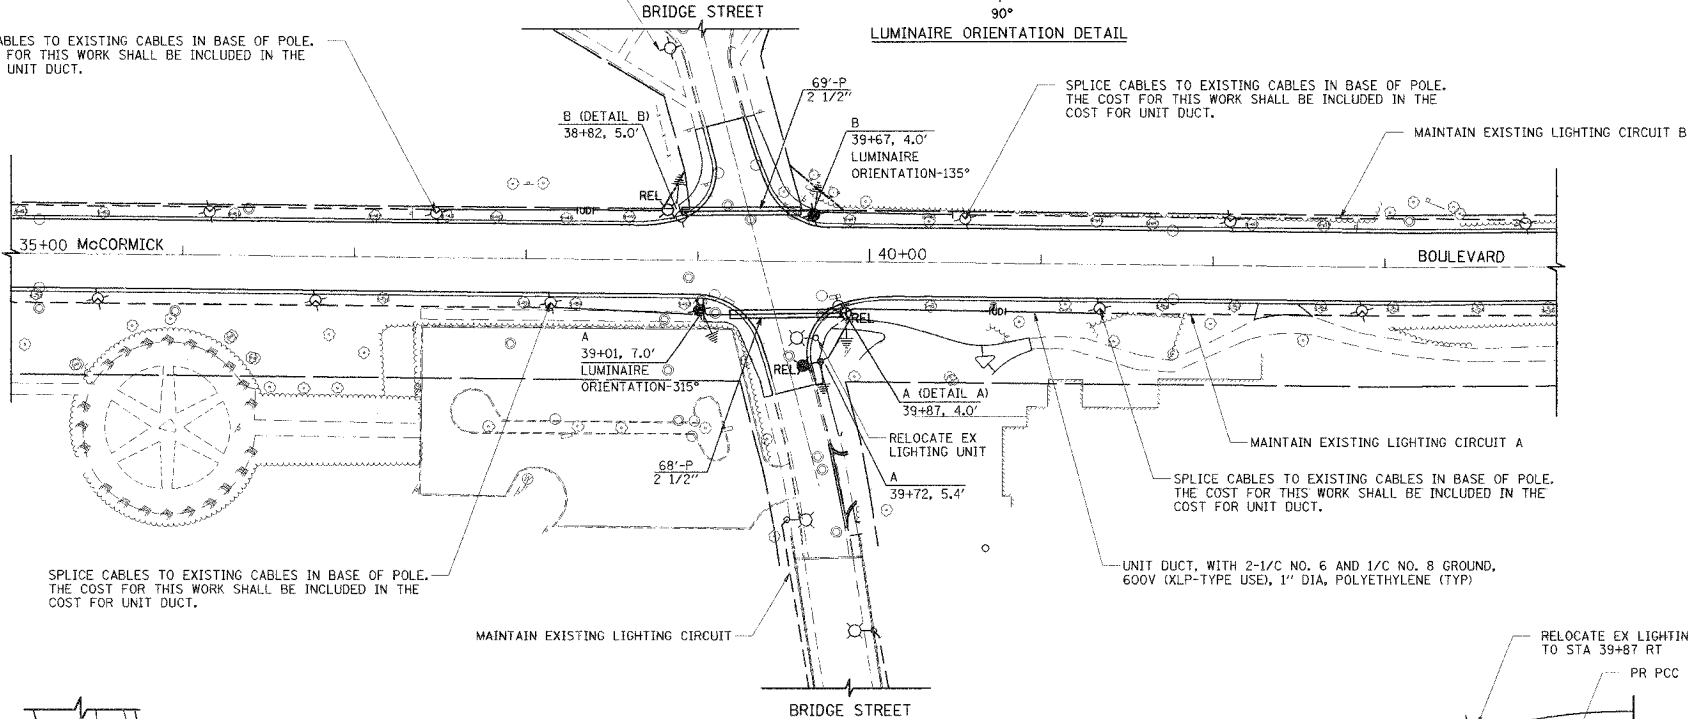 BRIDGE STREET
90°
LUMINAIRE ORIENTATION DETAIL
CABLES TO EXISTING CABLES IN BASE OF POLE.
FOR THIS WORK SHALL BE INCLUDED IN THE
UNIT DUCT.
69'-P
2 1/2"
SPLICE CABLES TO EXISTING CABLES IN BASE OF POLE.
THE COST FOR THIS WORK SHALL BE INCLUDED IN THE
COST FOR UNIT DUCT.
B (DETAIL B)
38+82, 5.0'
B
39+67, 4.0'
LUMINAIRE
ORIENTATION-135°
MAINTAIN EXISTING LIGHTING CIRCUIT B
REL
UD
35+00 McCORMICK
40+00
BOULEVARD
UD
REL
A
39+01, 7.0'
LUMINAIRE
ORIENTATION-315°
REL
A (DETAIL A)
39+87, 4.0'
RELOCATE EX
LIGHTING UNIT
MAINTAIN EXISTING LIGHTING CIRCUIT A
68'-P
2 1/2"
A
39+72, 5.4'
SPLICE CABLES TO EXISTING CABLES IN BASE OF POLE.
THE COST FOR THIS WORK SHALL BE INCLUDED IN THE
COST FOR UNIT DUCT.
SPLICE CABLES TO EXISTING CABLES IN BASE OF POLE.
THE COST FOR THIS WORK SHALL BE INCLUDED IN THE
COST FOR UNIT DUCT.
UNIT DUCT, WITH 2-1/C NO. 6 AND 1/C NO. 8 GROUND,
600V (XLP-TYPE USE), 1" DIA, POLYETHYLENE (TYP)
MAINTAIN EXISTING LIGHTING CIRCUIT
RELOCATE EX LIGHTIN
TO STA 39+87 RT
PR PCC
BRIDGE STREET